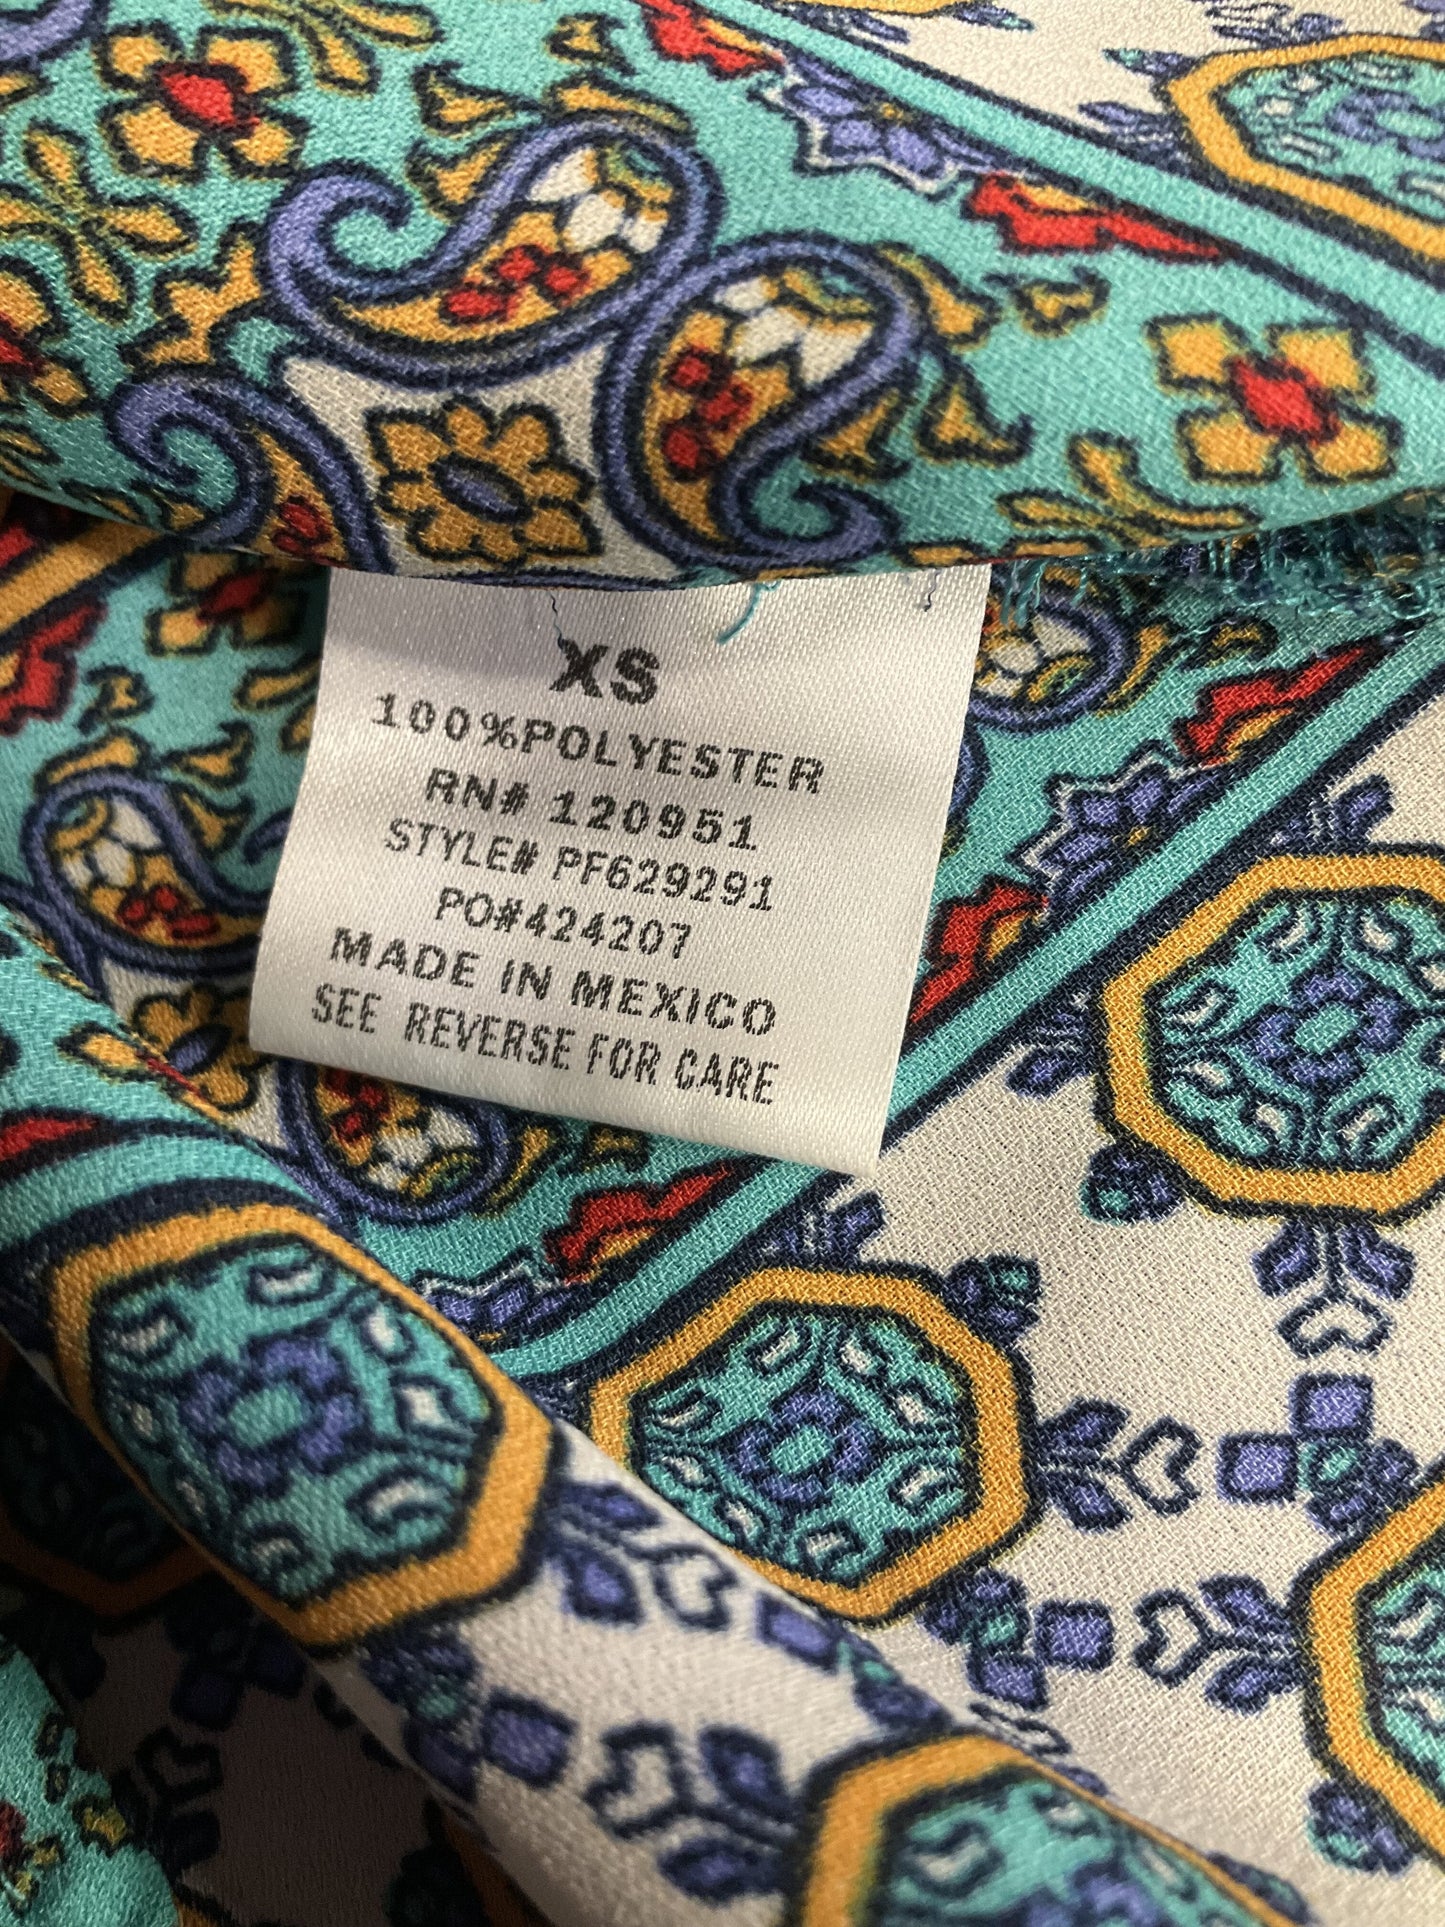 XS
100%POLYESTER
RN# 120951
STYLE# PF629291
PO#424207
MADE IN MEXICO
SEE REVERSE FOR CARE